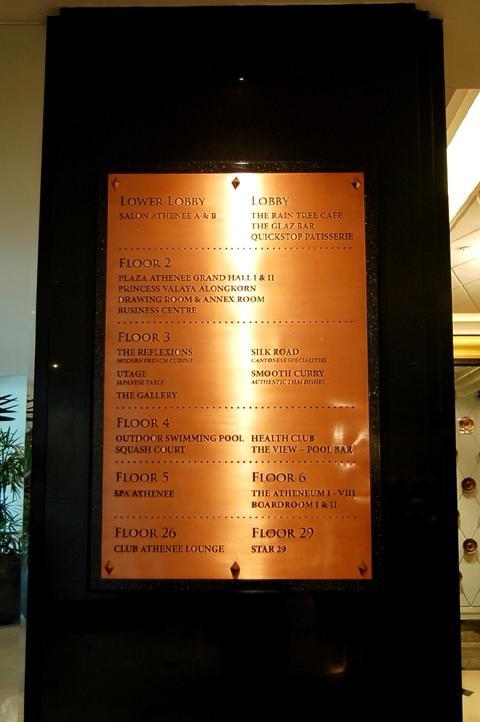 LOWER LOBBY
SALON ATHENEE A & B
LOBBY
THE RAIN TREE CAFE
THE GLAZ BAR
QUICKSTOP PATISSERIE
FLOOR 2
PLAZA ATHENEE GRAND HALL I & II
PRINCESS VALAYA ALONGKORN
DRAWING ROOM & ANNEX ROOM
BUSINESS CENTRE
FLOOR 3
THE REFLEXIONS
MODERN FRENCH CUISINE
UTAGE
JAPANESE TABLE
THE GALLERY
SILK ROAD
CANTONESE SPECIALITIES
SMOOTH CURRY
AUTHENTIC THAI DISHES
FLOOR 4
OUTDOOR SWIMMING POOL
SQUASH COURT
HEALTH CLUB
THE VIEW – POOL BAR
FLOOR 5
SPA ATHENEE
FLOOR 6
THE ATHENEUM I - VIII
BOARDROOM I & II
FLOOR 26
CLUB ATHENEE LOUNGE
FLOOR 29
STAR 29